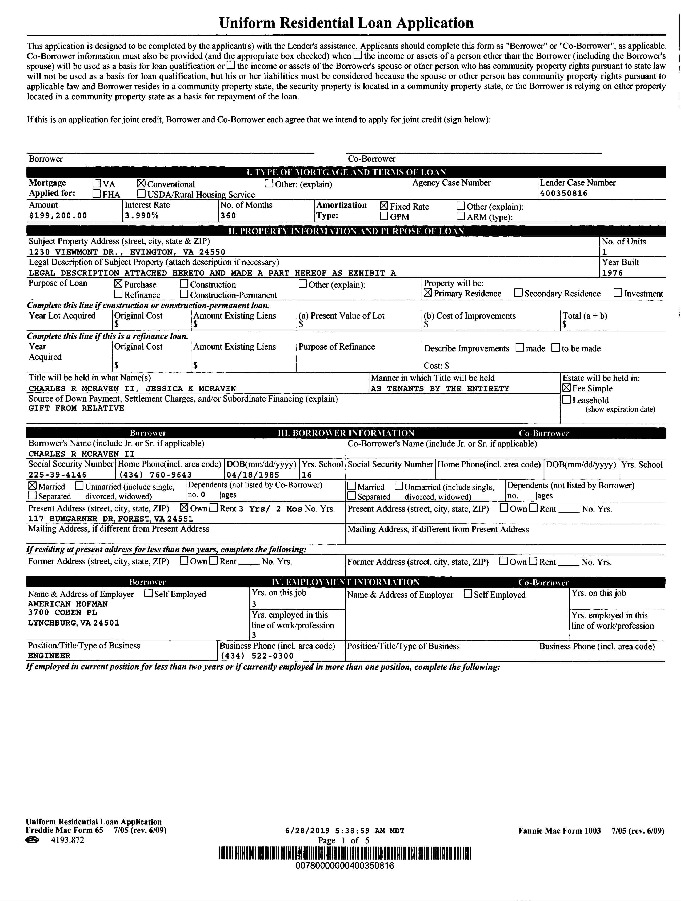 Uniform Residential Loan Application
This application is designed to be completed by the applicant(s) with the Lender's assistance. Applicants should complete this form as "Borrower" or "Co-Borrower", as applicable.
Co-Borrower information must also be provided (and the appropriate box checked) when ☐ the income or assets of a person other than the Borrower (including the Borrower's
spouse) will be used as a basis for loan qualification or ☐ the income or assets of the Borrower's spouse or other person who has community property rights pursuant to state law
will not be used as a basis for loan qualification, but his or her liabilities must be considered because the spouse or other person has community property rights pursuant to
applicable law and Borrower resides in a community property state, the security property is located in a community property state, or the Borrower is relying on other property
located in a community property state as a basis for repayment of the loan.
If this is an application for joint credit, Borrower and Co-Borrower each agree that we intend to apply for joint credit (sign below):
Borrower Co-Borrower
I. TYPE OF MORTGAGE AND TERMS OF LOAN
Mortgage ☐ VA ☒ Conventional ☐ Other: (explain) Agency Case Number Lender Case Number
Applied for: ☐ FHA ☐ USDA/Rural Housing Service 400350816
Amount Interest Rate No. of Months Amortization ☒ Fixed Rate ☐ Other (explain):
$199,200.00 3.990% 360 Type: ☐ GPM ☐ ARM (type):
II. PROPERTY INFORMATION AND PURPOSE OF LOAN
Subject Property Address (street, city, state & ZIP) No. of Units
1230 VIEWMONT DR., EVINGTON, VA 24550 1
Legal Description of Subject Property (attach description if necessary) Year Built
LEGAL DESCRIPTION ATTACHED HERETO AND MADE A PART HEREOF AS EXHIBIT A 1976
Purpose of Loan ☒ Purchase ☐ Construction ☐ Other (explain): Property will be:
☐ Refinance ☐ Construction-Permanent ☒ Primary Residence ☐ Secondary Residence ☐ Investment
Complete this line if construction or construction-permanent loan.
Year Lot Acquired Original Cost Amount Existing Liens (a) Present Value of Lot (b) Cost of Improvements Total (a + b)
$ $ $ $ $
Complete this line if this is a refinance loan.
Year Original Cost Amount Existing Liens Purpose of Refinance Describe Improvements ☐ made ☐ to be made
Acquired
$ $ Cost: $
Title will be held in what Name(s) Manner in which Title will be held Estate will be held in:
CHARLES R MCRAVEN II, JESSICA K MCRAVEN AS TENANTS BY THE ENTIRETY ☒ Fee Simple
Source of Down Payment, Settlement Charges, and/or Subordinate Financing (explain) ☐ Leasehold
GIFT FROM RELATIVE (show expiration date)
Borrower III. BORROWER INFORMATION Co-Borrower
Borrower's Name (include Jr. or Sr. if applicable) Co-Borrower's Name (include Jr. or Sr. if applicable)
CHARLES R MCRAVEN II
Social Security Number Home Phone(incl. area code) DOB(mm/dd/yyyy) Yrs. School Social Security Number Home Phone(incl. area code) DOB(mm/dd/yyyy) Yrs. School
225-39-4146 (434) 760-9643 04/18/1985 16
☒ Married ☐ Unmarried (include single, Dependents (not listed by Co-Borrower) ☐ Married ☐ Unmarried (include single, Dependents (not listed by Borrower)
☐ Separated divorced, widowed) no. 0 ages ☐ Separated divorced, widowed) no. ages
Present Address (street, city, state, ZIP) ☒ Own ☐ Rent 3 Yrs/ 2 Mos No. Yrs. Present Address (street, city, state, ZIP) ☐ Own ☐ Rent ____ No. Yrs.
117 BUMGARNER DR, FOREST, VA 24551
Mailing Address, if different from Present Address Mailing Address, if different from Present Address
If residing at present address for less than two years, complete the following:
Former Address (street, city, state, ZIP) ☐ Own ☐ Rent ____ No. Yrs. Former Address (street, city, state, ZIP) ☐ Own ☐ Rent ____ No. Yrs.
Borrower IV. EMPLOYMENT INFORMATION Co-Borrower
Name & Address of Employer ☐ Self Employed Yrs. on this job Name & Address of Employer ☐ Self Employed Yrs. on this job
AMERICAN HOFMAN 3
3700 COHEN PL Yrs. employed in this Yrs. employed in this
LYNCHBURG, VA 24501 line of work/profession line of work/profession
3
Position/Title/Type of Business Business Phone (incl. area code) Position/Title/Type of Business Business Phone (incl. area code)
ENGINEER (434) 522-0300
If employed in current position for less than two years or if currently employed in more than one position, complete the following:
Uniform Residential Loan Application
Freddie Mac Form 65 7/05 (rev. 6/09) 6/28/2019 5:38:59 AM MDT Fannie Mae Form 1003 7/05 (rev. 6/09)
4193.872 Page 1 of 5
00780000000400350816